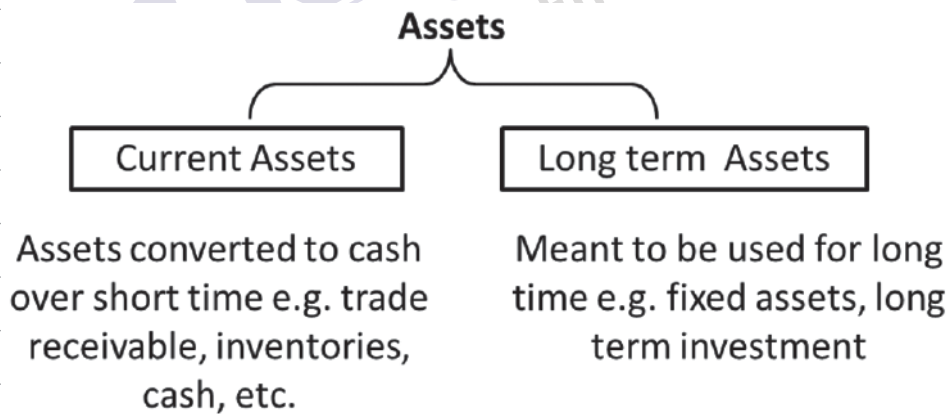 Assets
Current Assets
Long term Assets
Assets converted to cash
over short time e.g. trade
receivable, inventories,
cash, etc.
Meant to be used for long
time e.g. fixed assets, long
term investment